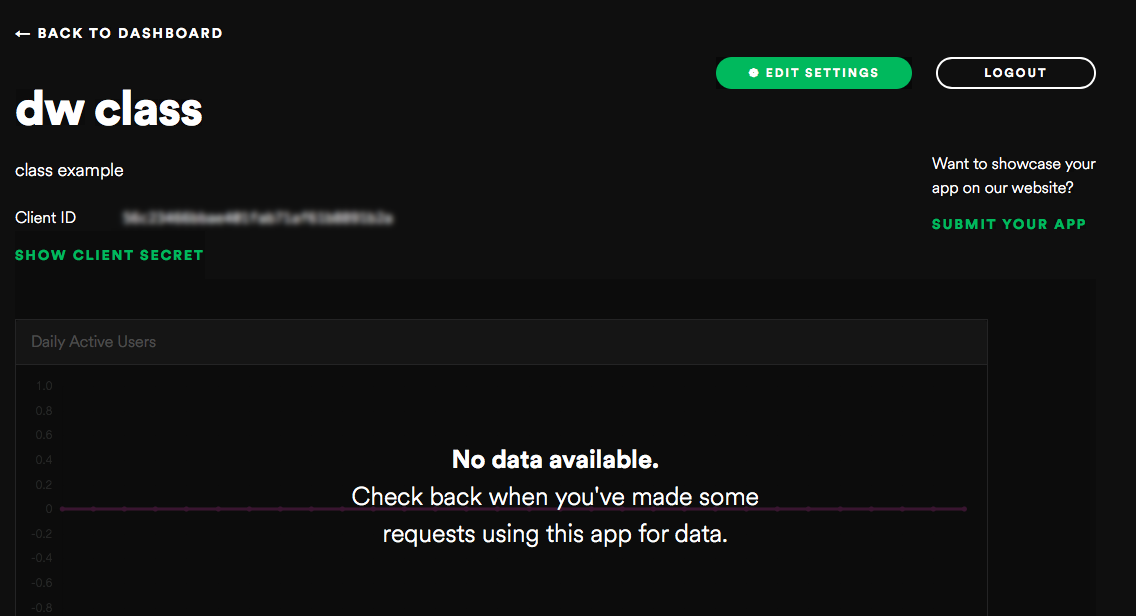 ← BACK TO DASHBOARD
EDIT SETTINGS
LOGOUT
dw class
class example
Want to showcase your
app on our website?
Client ID
SUBMIT YOUR APP
SHOW CLIENT SECRET
Daily Active Users
1.0
0.8
0.6
0.4
0.2
0
-0.2
-0.4
-0.6
-0.8
No data available.
Check back when you've made some
requests using this app for data.